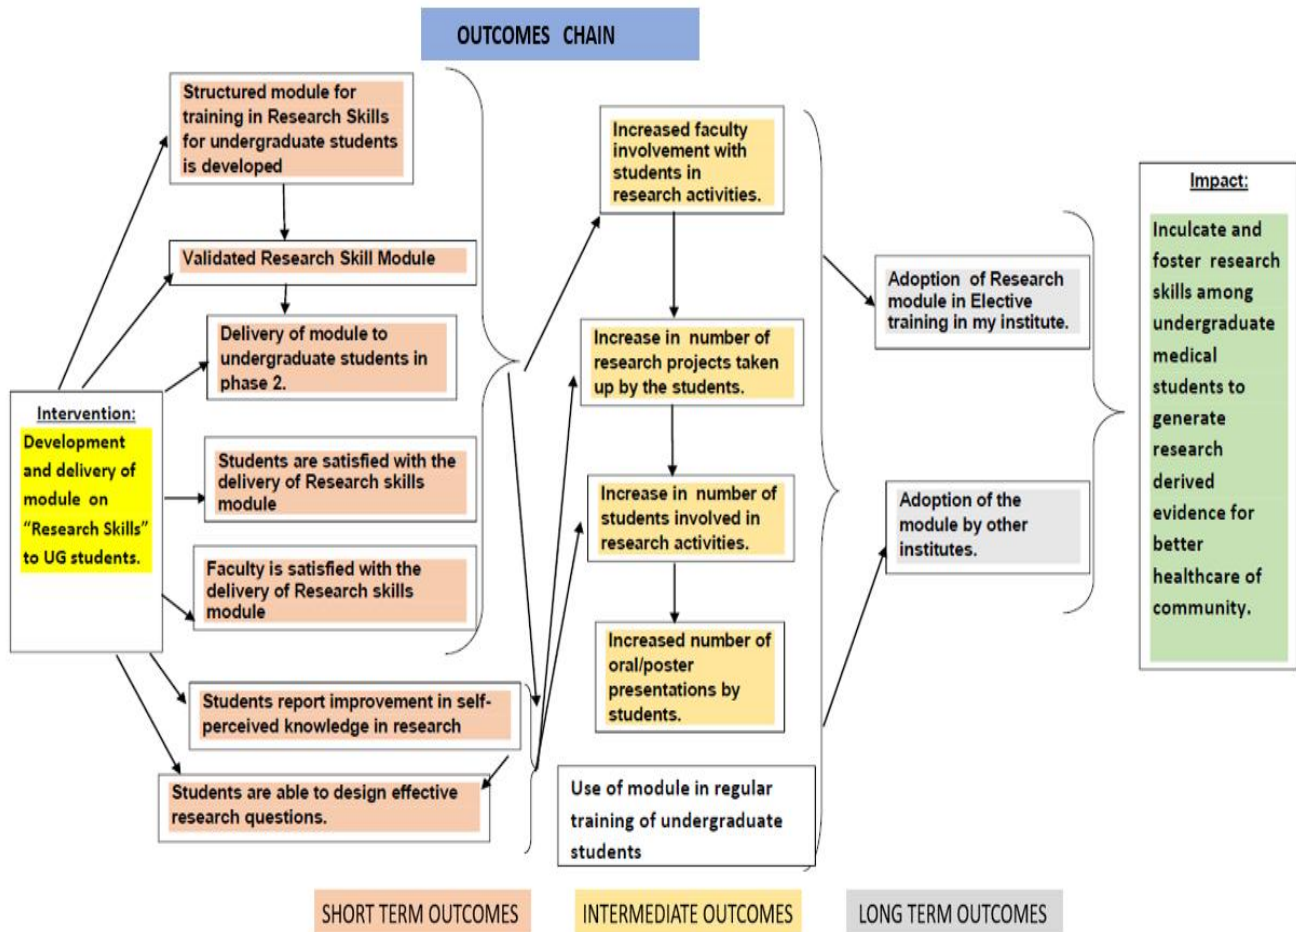 OUTCOMES CHAIN
Structured module for
training in Research Skills
for undergraduate students
is developed
Validated Research Skill Module
Delivery of module to
undergraduate students in
phase 2.
Intervention:
Development
and delivery of
module on
“Research Skills”
to UG students.
Students are satisfied with the
delivery of Research skills
module
Faculty is satisfied with the
delivery of Research skills
module
Students report improvement in self-
perceived knowledge in research
Students are able to design effective
research questions.
Increased faculty
involvement with
students in
research activities.
Increase in number of
research projects taken
up by the students.
Increase in number of
students involved in
research activities.
Increased number of
oral/poster
presentations by
students.
Use of module in regular
training of undergraduate
students
Adoption of Research
module in Elective
training in my institute.
Adoption of the
module by other
institutes.
Impact:
Inculcate and
foster research
skills among
undergraduate
medical
students to
generate
research
derived
evidence for
better
healthcare of
community.
SHORT TERM OUTCOMES
INTERMEDIATE OUTCOMES
LONG TERM OUTCOMES